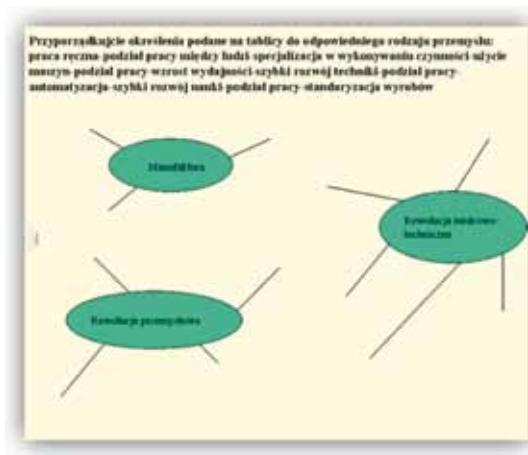 Przyporządkujcie określenia podane na tablicy do odpowiedniego rodzaju przemysłu:
praca ręczna-podział pracy między ludzi-specjalizacja w wykonywaniu czynności-użycie
maszyn-podział pracy-wzrost wydajności-szybki rozwój techniki-podział pracy-
automatyzacja-szybki rozwój nauki-podział pracy-standaryzacja wyrobów
Manufaktura
Rewolucja naukowo-
techniczna
Rewolucja przemysłowa